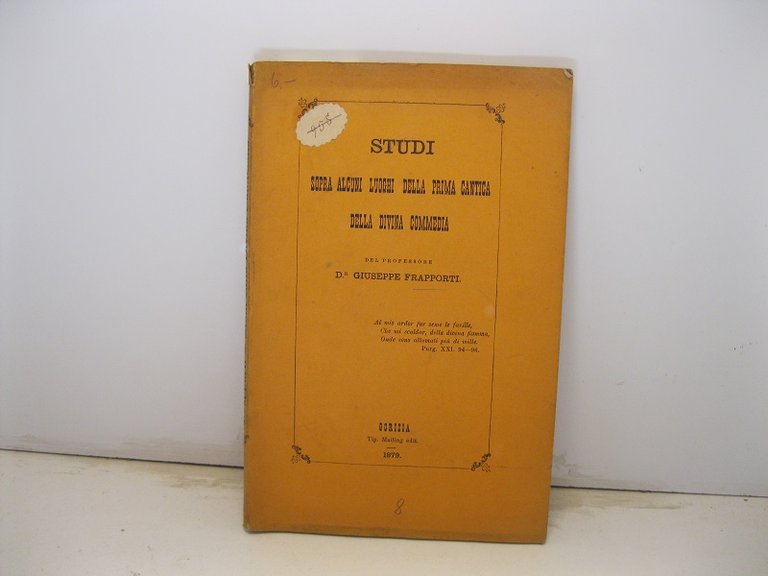 6.–
955
STUDI
SOPRA ALCUNI LUOGHI DELLA PRIMA CANTICA
DELLA DIVINA COMMEDIA
DEL PROFESSORE
D.R GIUSEPPE FRAPPORTI.
Al mio ardor fur seme le faville,
Che mi scaldar, della divina fiamma,
Onde sono allumati più di mille.
Purg. XXI. 94–96.
GORIZIA
Tip. Mailing edit.
1879.
8